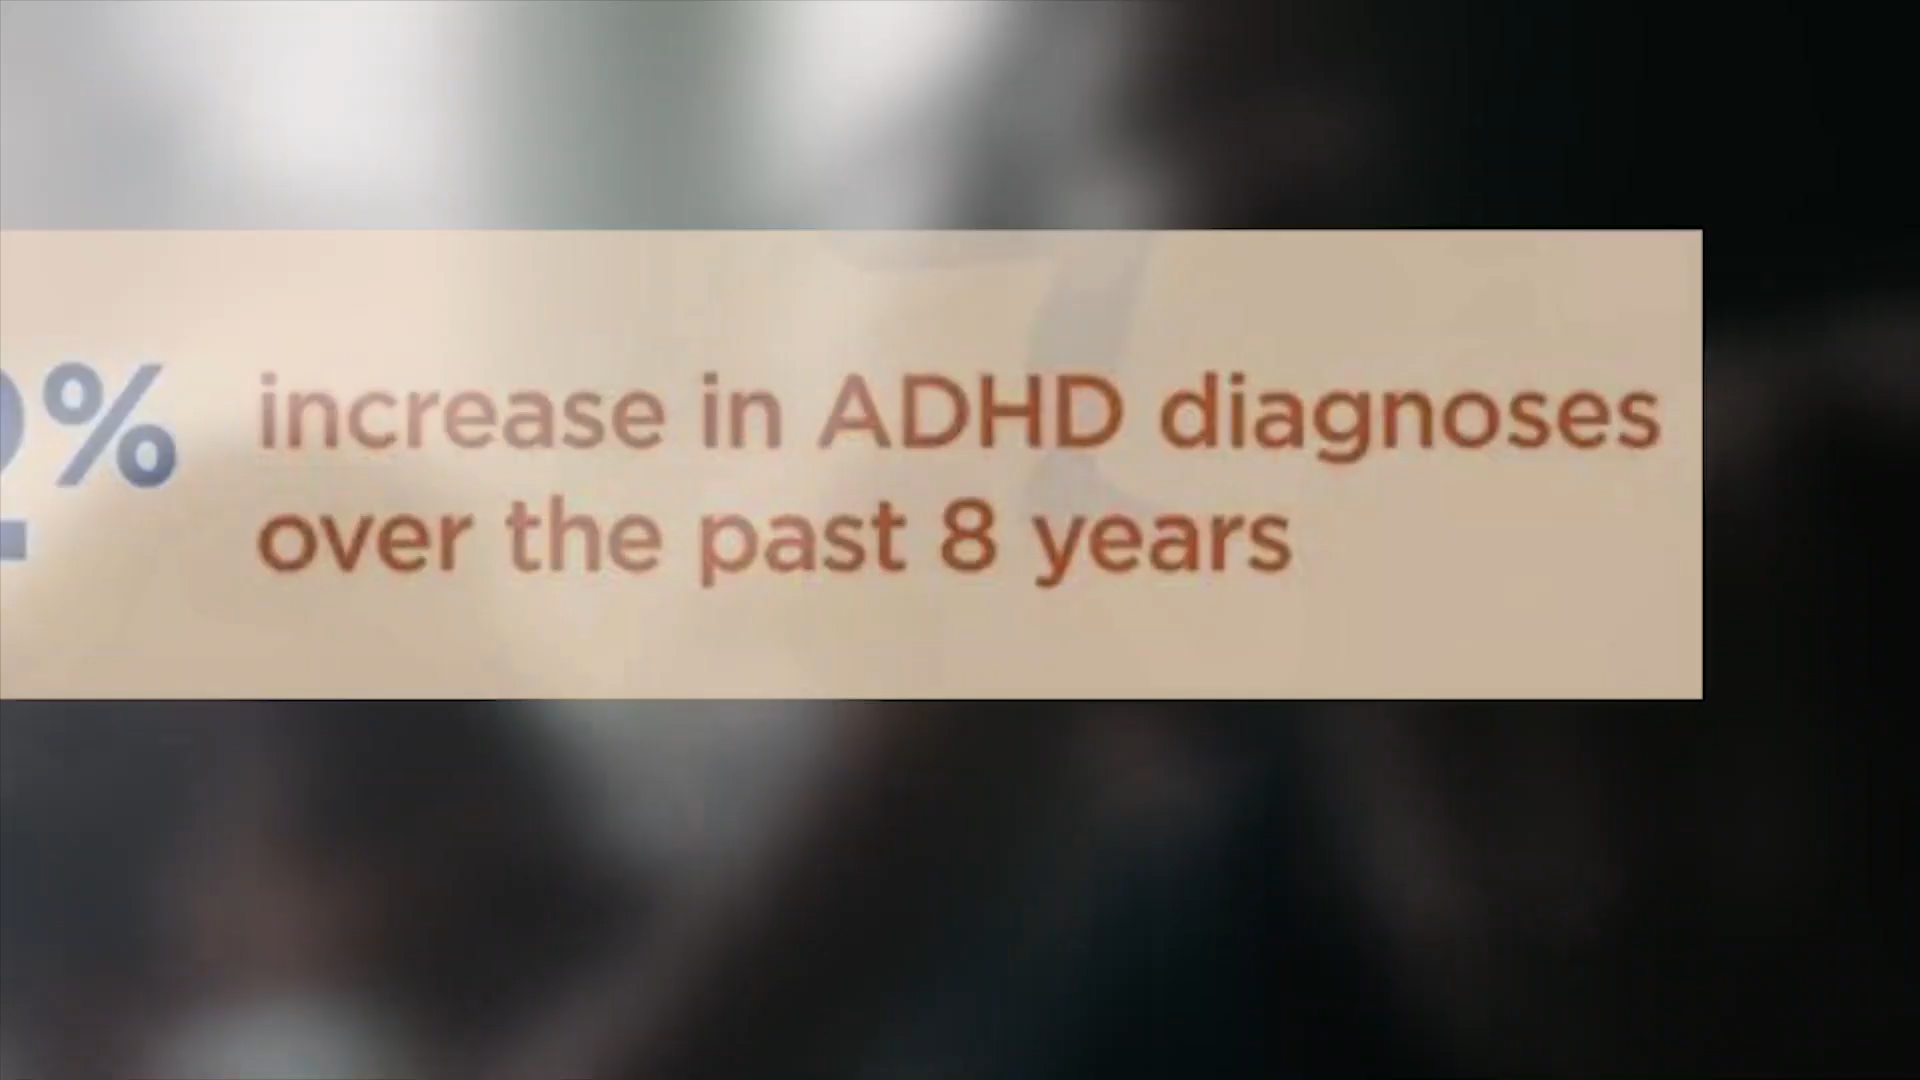 % increase in ADHD diagnoses
over the past 8 years